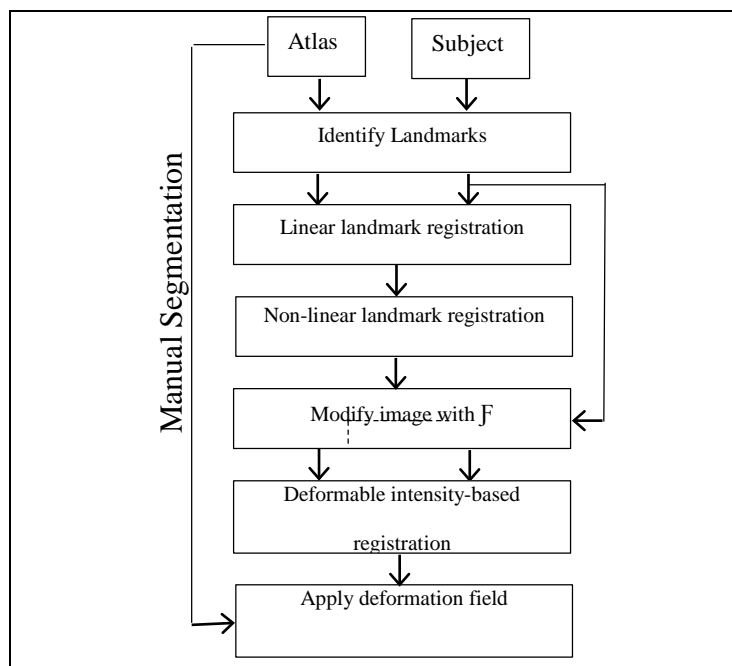 Atlas
Subject
Identify Landmarks
Linear landmark registration
Non-linear landmark registration
Modify image with Ƒ
Deformable intensity-based
registration
Apply deformation field
Manual Segmentation